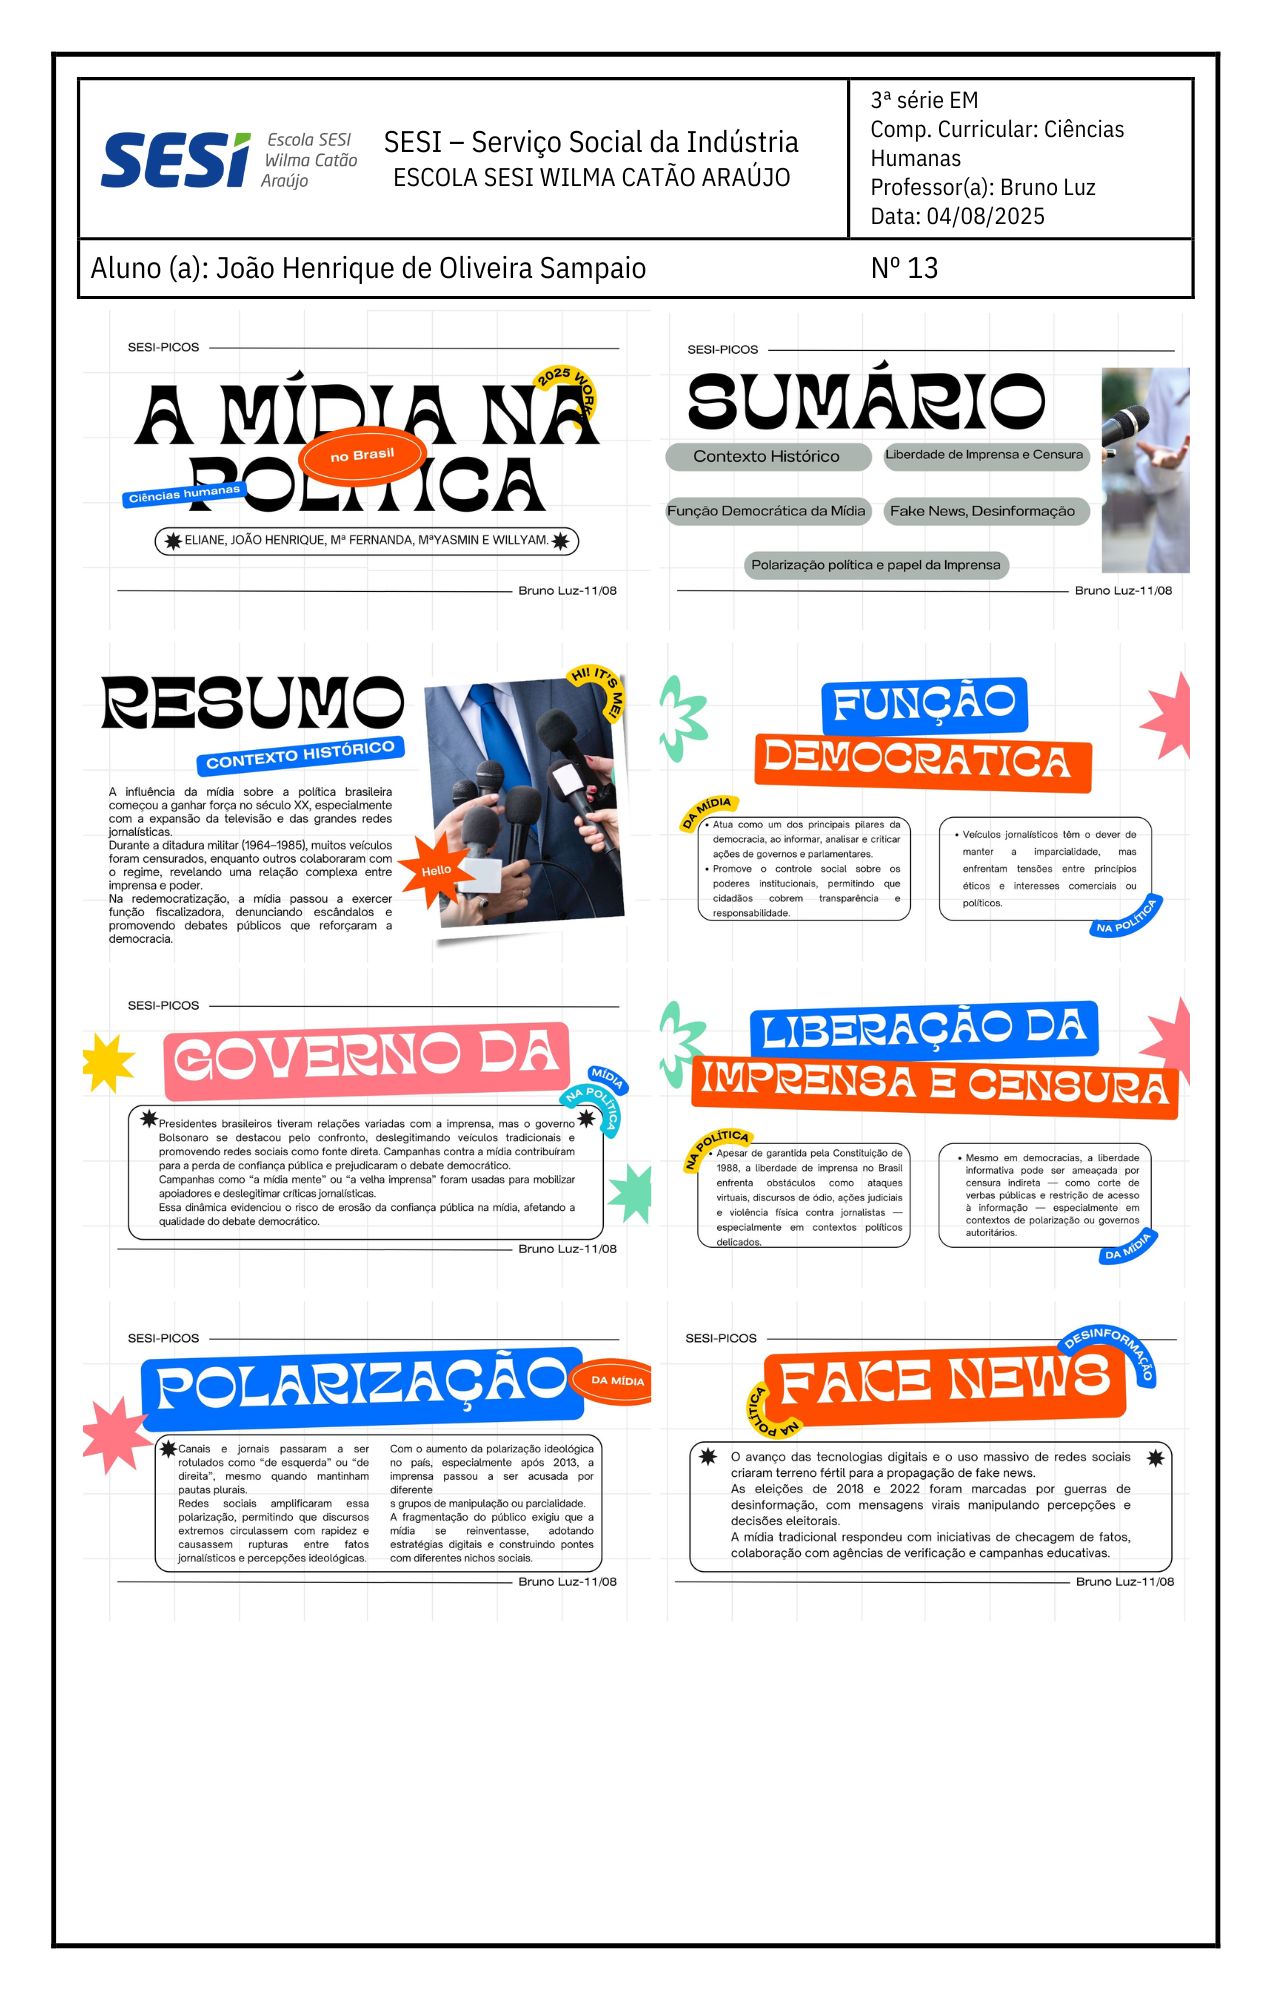 SESI
Escola SESI
Wilma Catão
Araújo
SESI – Serviço Social da Indústria
ESCOLA SESI WILMA CATÃO ARAÚJO
3ª série EM
Comp. Curricular: Ciências
Humanas
Professor(a): Bruno Luz
Data: 04/08/2025
Aluno (a): João Henrique de Oliveira Sampaio
Nº 13
SESI-PICOS
2025 WORK
A MÍDIA NA
no Brasil
POLÍTICA
Ciências humanas
ELIANE, JOÃO HENRIQUE, Mª FERNANDA, MªYASMIN E WILLYAM.
Bruno Luz-11/08
SESI-PICOS
SUMÁRIO
Contexto Histórico
Liberdade de Imprensa e Censura
Função Democrática da Mídia
Fake News, Desinformação
Polarização política e papel da Imprensa
Bruno Luz-11/08
RESUMO
CONTEXTO HISTÓRICO
HI! IT'S ME!
A influência da mídia sobre a política brasileira
começou a ganhar força no século XX, especialmente
com a expansão da televisão e das grandes redes
jornalísticas.
Durante a ditadura militar (1964–1985), muitos veículos
foram censurados, enquanto outros colaboraram com
o regime, revelando uma relação complexa entre
imprensa e poder.
Na redemocratização, a mídia passou a exercer
função fiscalizadora, denunciando escândalos e
promovendo debates públicos que reforçaram a
democracia.
Hello
FUNÇÃO
DEMOCRATICA
DA MÍDIA
• Atua como um dos principais pilares da
democracia, ao informar, analisar e criticar
ações de governos e parlamentares.
• Promove o controle social sobre os
poderes institucionais, permitindo que
cidadãos cobrem transparência e
responsabilidade.
• Veículos jornalísticos têm o dever de
manter a imparcialidade, mas
enfrentam tensões entre princípios
éticos e interesses comerciais ou
políticos.
NA POLÍTICA
SESI-PICOS
GOVERNO DA
MÍDIA
NA POLÍTICA
Presidentes brasileiros tiveram relações variadas com a imprensa, mas o governo
Bolsonaro se destacou pelo confronto, deslegitimando veículos tradicionais e
promovendo redes sociais como fonte direta. Campanhas contra a mídia contribuíram
para a perda de confiança pública e prejudicaram o debate democrático.
Campanhas como “a mídia mente” ou “a velha imprensa” foram usadas para mobilizar
apoiadores e deslegitimar críticas jornalísticas.
Essa dinâmica evidenciou o risco de erosão da confiança pública na mídia, afetando a
qualidade do debate democrático.
Bruno Luz-11/08
LIBERAÇÃO DA
IMPRENSA E CENSURA
NA POLÍTICA
• Apesar de garantida pela Constituição de
1988, a liberdade de imprensa no Brasil
enfrenta obstáculos como ataques
virtuais, discursos de ódio, ações judiciais
e violência física contra jornalistas —
especialmente em contextos políticos
delicados.
• Mesmo em democracias, a liberdade
informativa pode ser ameaçada por
censura indireta — como corte de
verbas públicas e restrição de acesso
à informação — especialmente em
contextos de polarização ou governos
autoritários.
DA MÍDIA
SESI-PICOS
POLARIZAÇÃO
DA MÍDIA
Canais e jornais passaram a ser
rotulados como “de esquerda” ou “de
direita”, mesmo quando mantinham
pautas plurais.
Redes sociais amplificaram essa
polarização, permitindo que discursos
extremos circulassem com rapidez e
causassem rupturas entre fatos
jornalísticos e percepções ideológicas.
Com o aumento da polarização ideológica
no país, especialmente após 2013, a
imprensa passou a ser acusada por
diferente
s grupos de manipulação ou parcialidade.
A fragmentação do público exigiu que a
mídia se reinventasse, adotando
estratégias digitais e construindo pontes
com diferentes nichos sociais.
Bruno Luz-11/08
SESI-PICOS
DESINFORMAÇÃO
FAKE NEWS
NA POLÍTICA
O avanço das tecnologias digitais e o uso massivo de redes sociais
criaram terreno fértil para a propagação de fake news.
As eleições de 2018 e 2022 foram marcadas por guerras de
desinformação, com mensagens virais manipulando percepções e
decisões eleitorais.
A mídia tradicional respondeu com iniciativas de checagem de fatos,
colaboração com agências de verificação e campanhas educativas.
Bruno Luz-11/08